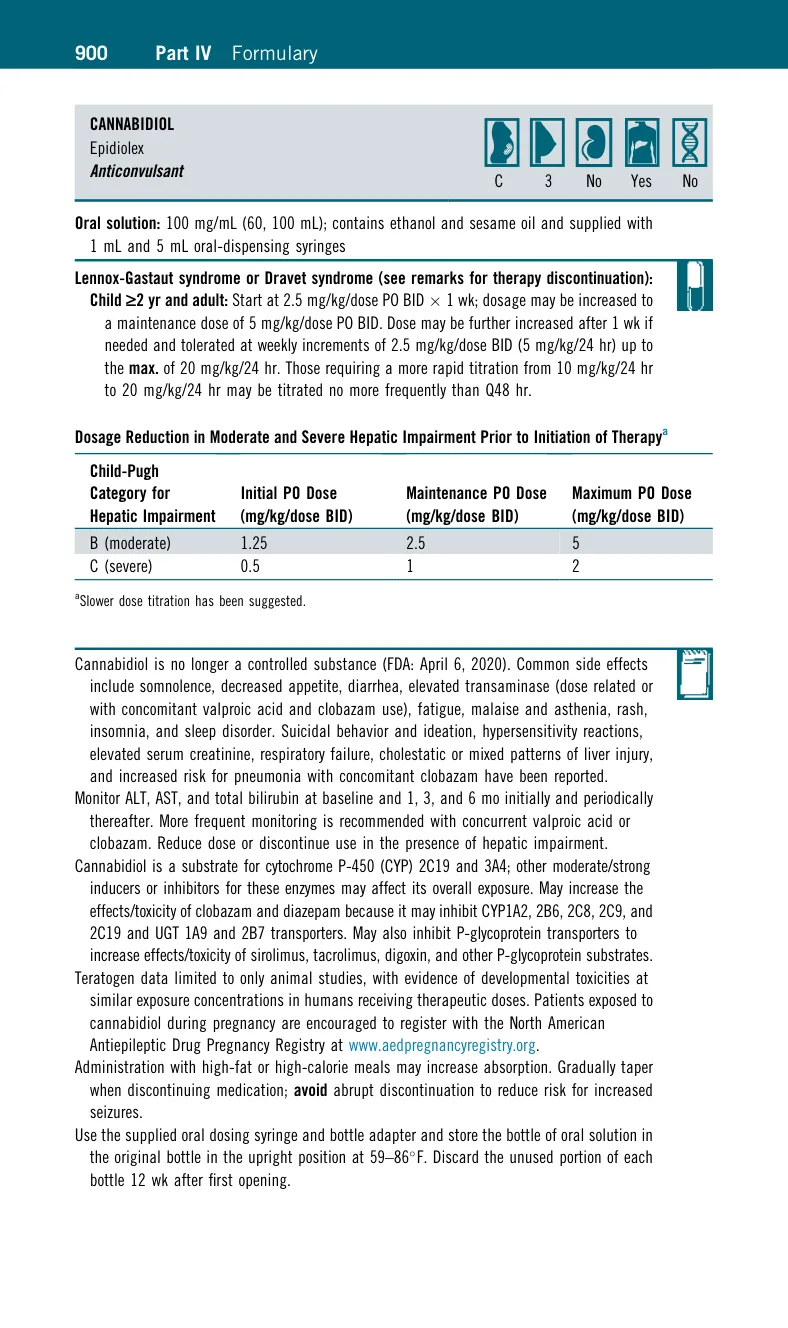 900 Part IV Formulary
CANNABIDIOL
Epidiolex
Anticonvulsant
C 3 No Yes No
Oral solution: 100 mg/mL (60, 100 mL); contains ethanol and sesame oil and supplied with
1 mL and 5 mL oral-dispensing syringes
Lennox-Gastaut syndrome or Dravet syndrome (see remarks for therapy discontinuation):
Child ≥2 yr and adult: Start at 2.5 mg/kg/dose PO BID × 1 wk; dosage may be increased to
a maintenance dose of 5 mg/kg/dose PO BID. Dose may be further increased after 1 wk if
needed and tolerated at weekly increments of 2.5 mg/kg/dose BID (5 mg/kg/24 hr) up to
the max. of 20 mg/kg/24 hr. Those requiring a more rapid titration from 10 mg/kg/24 hr
to 20 mg/kg/24 hr may be titrated no more frequently than Q48 hr.
Dosage Reduction in Moderate and Severe Hepatic Impairment Prior to Initiation of Therapyᵃ
Child-Pugh
Category for Initial PO Dose Maintenance PO Dose Maximum PO Dose
Hepatic Impairment (mg/kg/dose BID) (mg/kg/dose BID) (mg/kg/dose BID)
B (moderate) 1.25 2.5 5
C (severe) 0.5 1 2
ᵃSlower dose titration has been suggested.
Cannabidiol is no longer a controlled substance (FDA: April 6, 2020). Common side effects
include somnolence, decreased appetite, diarrhea, elevated transaminase (dose related or
with concomitant valproic acid and clobazam use), fatigue, malaise and asthenia, rash,
insomnia, and sleep disorder. Suicidal behavior and ideation, hypersensitivity reactions,
elevated serum creatinine, respiratory failure, cholestatic or mixed patterns of liver injury,
and increased risk for pneumonia with concomitant clobazam have been reported.
Monitor ALT, AST, and total bilirubin at baseline and 1, 3, and 6 mo initially and periodically
thereafter. More frequent monitoring is recommended with concurrent valproic acid or
clobazam. Reduce dose or discontinue use in the presence of hepatic impairment.
Cannabidiol is a substrate for cytochrome P-450 (CYP) 2C19 and 3A4; other moderate/strong
inducers or inhibitors for these enzymes may affect its overall exposure. May increase the
effects/toxicity of clobazam and diazepam because it may inhibit CYP1A2, 2B6, 2C8, 2C9, and
2C19 and UGT 1A9 and 2B7 transporters. May also inhibit P-glycoprotein transporters to
increase effects/toxicity of sirolimus, tacrolimus, digoxin, and other P-glycoprotein substrates.
Teratogen data limited to only animal studies, with evidence of developmental toxicities at
similar exposure concentrations in humans receiving therapeutic doses. Patients exposed to
cannabidiol during pregnancy are encouraged to register with the North American
Antiepileptic Drug Pregnancy Registry at www.aedpregnancyregistry.org.
Administration with high-fat or high-calorie meals may increase absorption. Gradually taper
when discontinuing medication; avoid abrupt discontinuation to reduce risk for increased
seizures.
Use the supplied oral dosing syringe and bottle adapter and store the bottle of oral solution in
the original bottle in the upright position at 59–86°F. Discard the unused portion of each
bottle 12 wk after first opening.